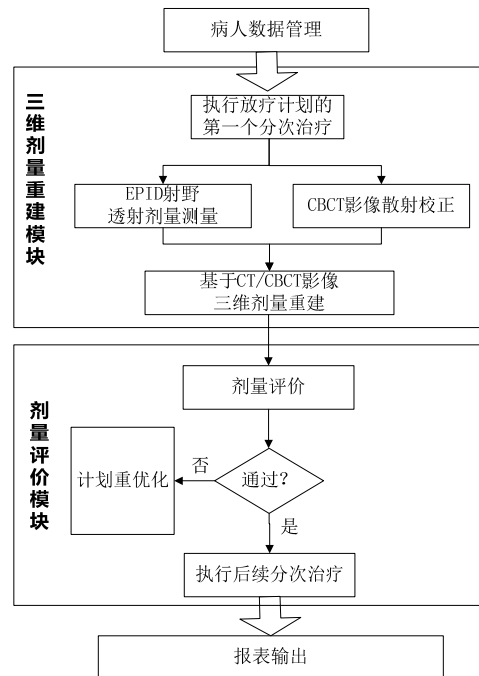 病人数据管理
三维剂量重建模块
执行放疗计划的
第一个分次治疗
EPID射野
透射剂量测量
CBCT影像散射校正
基于CT/CBCT影像
三维剂量重建
剂量评价模块
剂量评价
通过？
否
计划重优化
是
执行后续分次治疗
报表输出